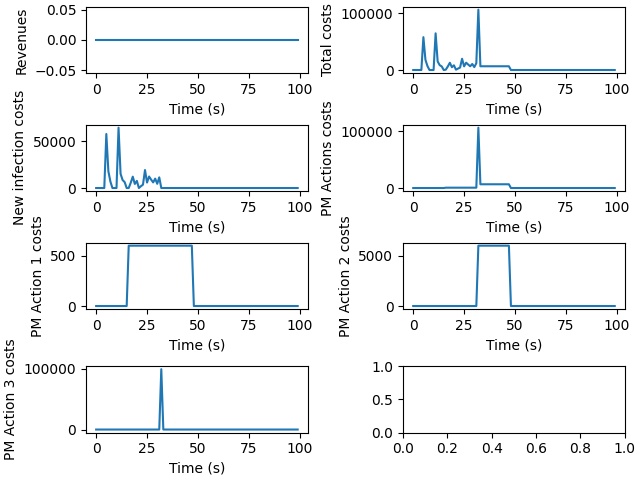 Revenues
0.05
0.00
−0.05
0 25 50 75 100
Time (s)
Total costs
100000
0
0 25 50 75 100
Time (s)
New infection costs
50000
0
0 25 50 75 100
Time (s)
PM Actions costs
100000
0
0 25 50 75 100
Time (s)
PM Action 1 costs
500
0
0 25 50 75 100
Time (s)
PM Action 2 costs
5000
0
0 25 50 75 100
Time (s)
PM Action 3 costs
100000
0
0 25 50 75 100
Time (s)
1.0
0.5
0.0
0.0 0.2 0.4 0.6 0.8 1.0